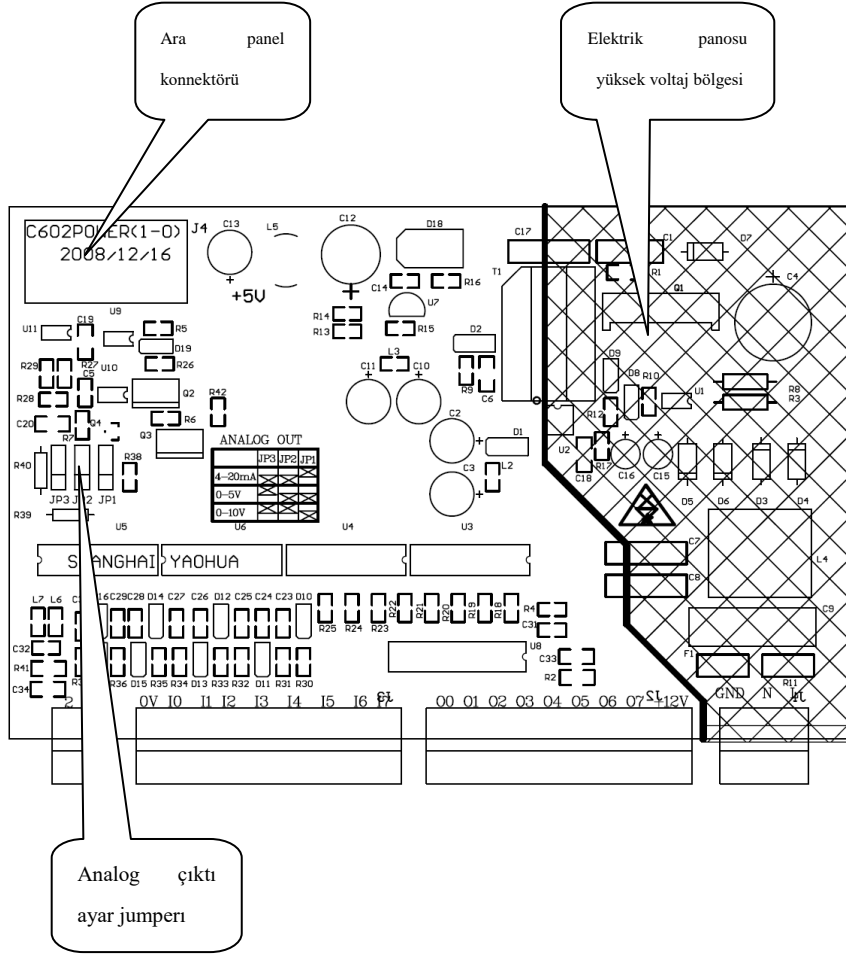 Ara panel
konnektörü
Elektrik panosu
yüksek voltaj bölgesi
C602POWER(1-0)
2008/12/16
J4
C13
+5V
L5
C12
D18
C17
C1
D7
C14
R16
T1
R1
U7
Q1
C4
U9
U11
C19
R5
R14
R13
R15
D2
D19
R29
R27
U10
R26
L3
D9
C5
C11
C10
R9
C6
D8
R10
U1
R8
R3
R28
Q2
R42
C20
R7
Q4
R6
C2
R12
Q3
D1
U2
ANALOG OUT
JP3 JP2 JP1
4-20mA
0-5V
0-10V
R40
R38
C3
L2
C18
R17
C16
C15
JP3 JP2 JP1
D5 D6 D3 D4
R39
U5
U6
U4
U3
SHANGHAI YAOHUA
C7
L4
C8
L7 L6
C29 C28 D14 C27 C26 D12 C25 C24 C23 D10
R25 R24 R23 R22 R21 R20 R19 R18
R4
C31
C9
C32
U8
F1
R41
C33
R36 D15 R35 R34 D13 R33 R32 D11 R31 R30
R2
R11
C34
J3
J2
J1
GND N L
0V I0 I1 I2 I3 I4 I5 I6 I7
O0 O1 O2 O3 O4 O5 O6 O7 +12V
Analog çıktı
ayar jumperı